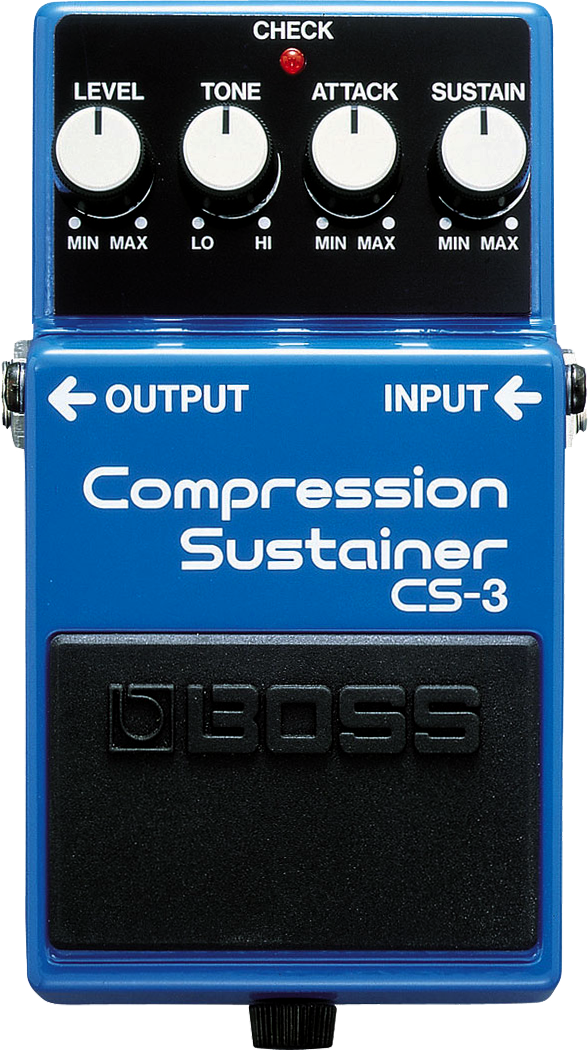 CHECK
LEVEL TONE ATTACK SUSTAIN
MIN MAX LO HI MIN MAX MIN MAX
OUTPUT INPUT
Compression
Sustainer
CS-3
BOSS